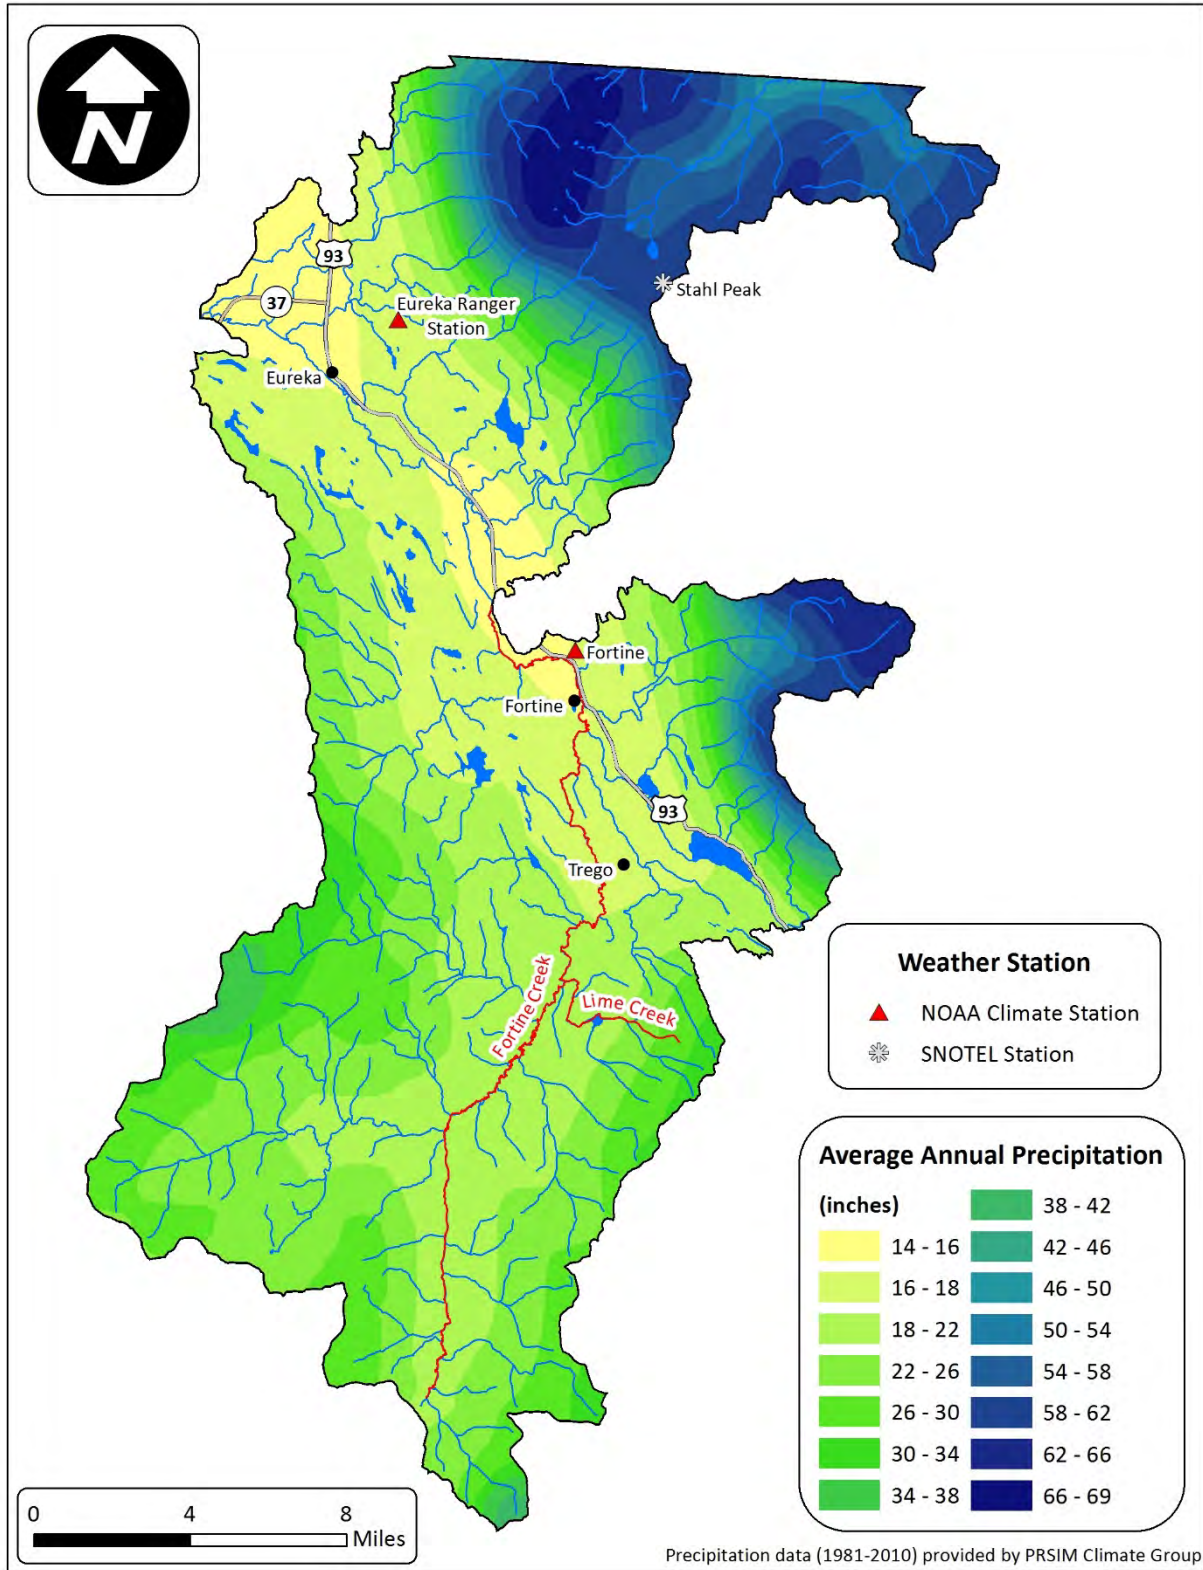 N
93
37
Stahl Peak
Eureka Ranger
Station
Eureka
Fortine
Fortine
93
Trego
Fortine Creek
Lime Creek
Weather Station
NOAA Climate Station
SNOTEL Station
Average Annual Precipitation
(inches)
14 - 16
16 - 18
18 - 22
22 - 26
26 - 30
30 - 34
34 - 38
38 - 42
42 - 46
46 - 50
50 - 54
54 - 58
58 - 62
62 - 66
66 - 69
0 4 8
Miles
Precipitation data (1981-2010) provided by PRSIM Climate Group